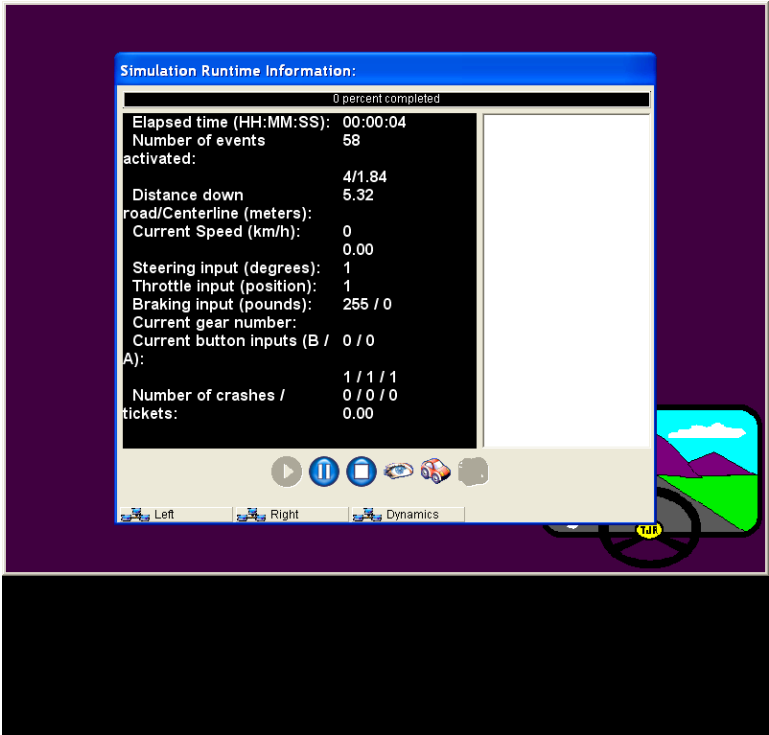 Simulation Runtime Information:
0 percent completed
Elapsed time (HH:MM:SS): 00:00:04
Number of events 58
activated:
4/1.84
Distance down 5.32
road/Centerline (meters):
Current Speed (km/h): 0
0.00
Steering input (degrees): 1
Throttle input (position): 1
Braking input (pounds): 255 / 0
Current gear number:
Current button inputs (B / 0 / 0
A):
1 / 1 / 1
Number of crashes / 0 / 0 / 0
tickets: 0.00
Left Right Dynamics
TJR